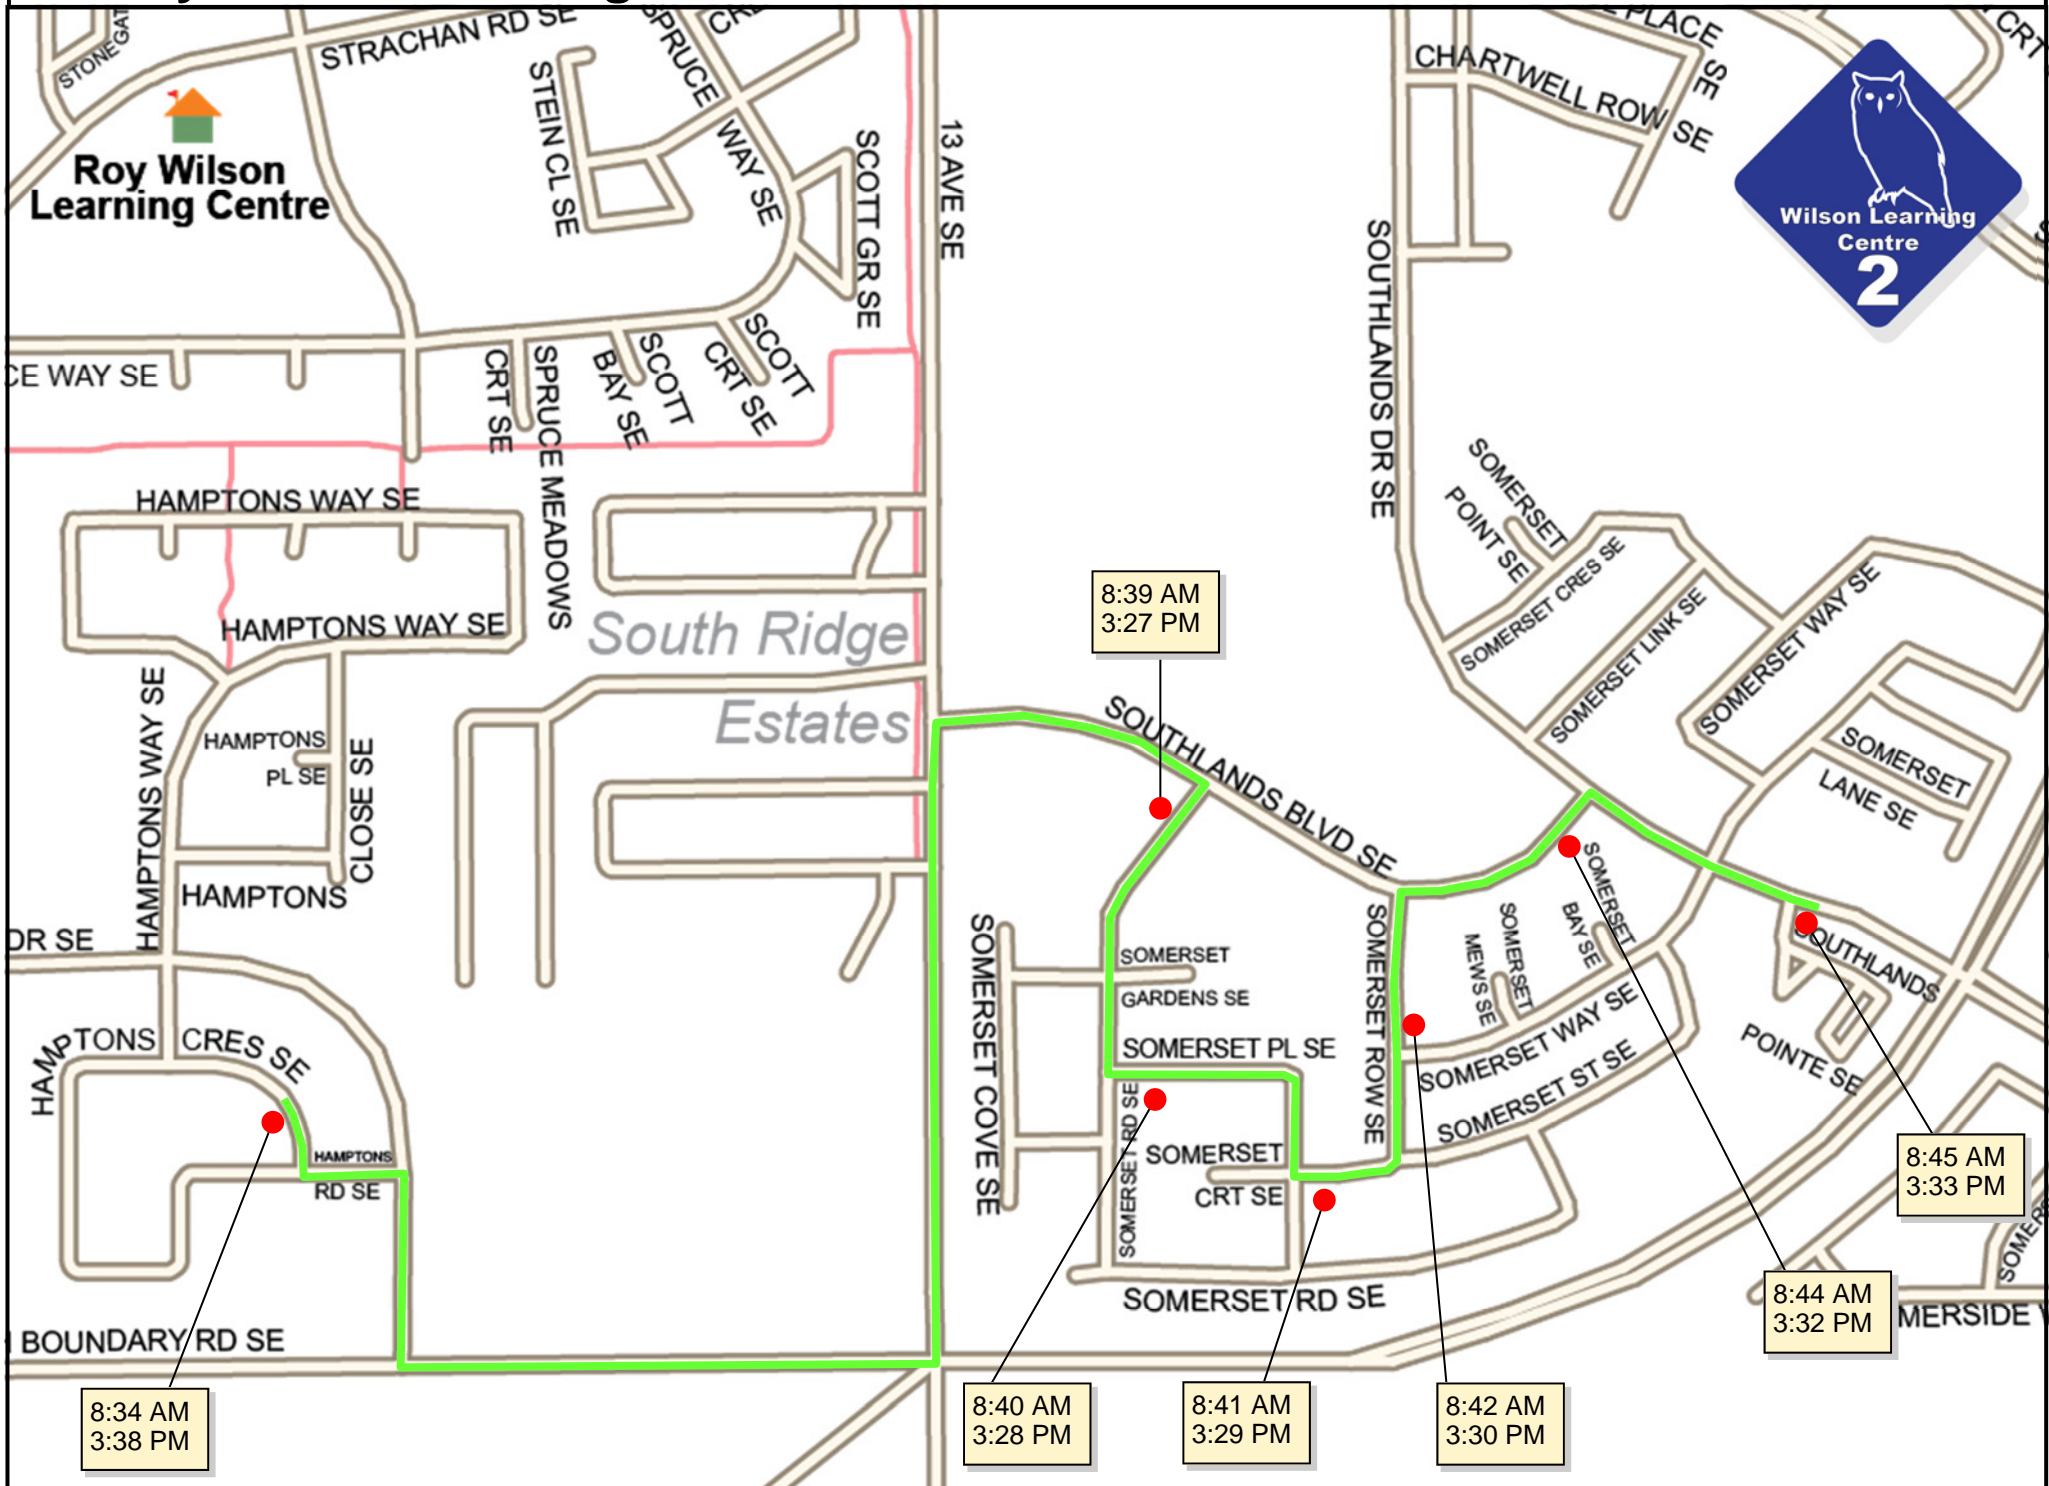 STONEGAT
STRACHAN RD SE
SPRUCE
WAY SE
STEIN CL SE
SCOTT GR SE
13 AVE SE
PLACE
SE
CHARTWELL ROW SE
CRT
Roy Wilson
Learning Centre
Wilson Learning
Centre
2
SOUTHLANDS DR SE
CE WAY SE
CRT SE
SPRUCE MEADOWS
BAY SE
SCOTT
CRT SE
SCOTT
HAMPTONS WAY SE
HAMPTONS WAY SE
HAMPTONS WAY SE
South Ridge
Estates
HAMPTONS
PL SE
CLOSE SE
HAMPTONS
DR SE
HAMPTONS CRES SE
HAMPTONS
RD SE
BOUNDARY RD SE
SOMERSET
POINT SE
SOMERSET CRES SE
SOMERSET LINK SE
SOMERSET WAY SE
SOMERSET
LANE SE
SOUTHLANDS BLVD SE
SOMERSET
GARDENS SE
SOMERSET COVE SE
SOMERSET PL SE
SOMERSET RD SE
SOMERSET
CRT SE
SOMERSET ROW SE
SOMERSET
MEWS SE
SOMERSET
BAY SE
SOMERSET WAY SE
SOMERSET ST SE
SOUTHLANDS
POINTE SE
SOMERSET RD SE
SOMERS
MERSIDE
8:39 AM
3:27 PM
8:45 AM
3:33 PM
8:44 AM
3:32 PM
8:34 AM
3:38 PM
8:40 AM
3:28 PM
8:41 AM
3:29 PM
8:42 AM
3:30 PM